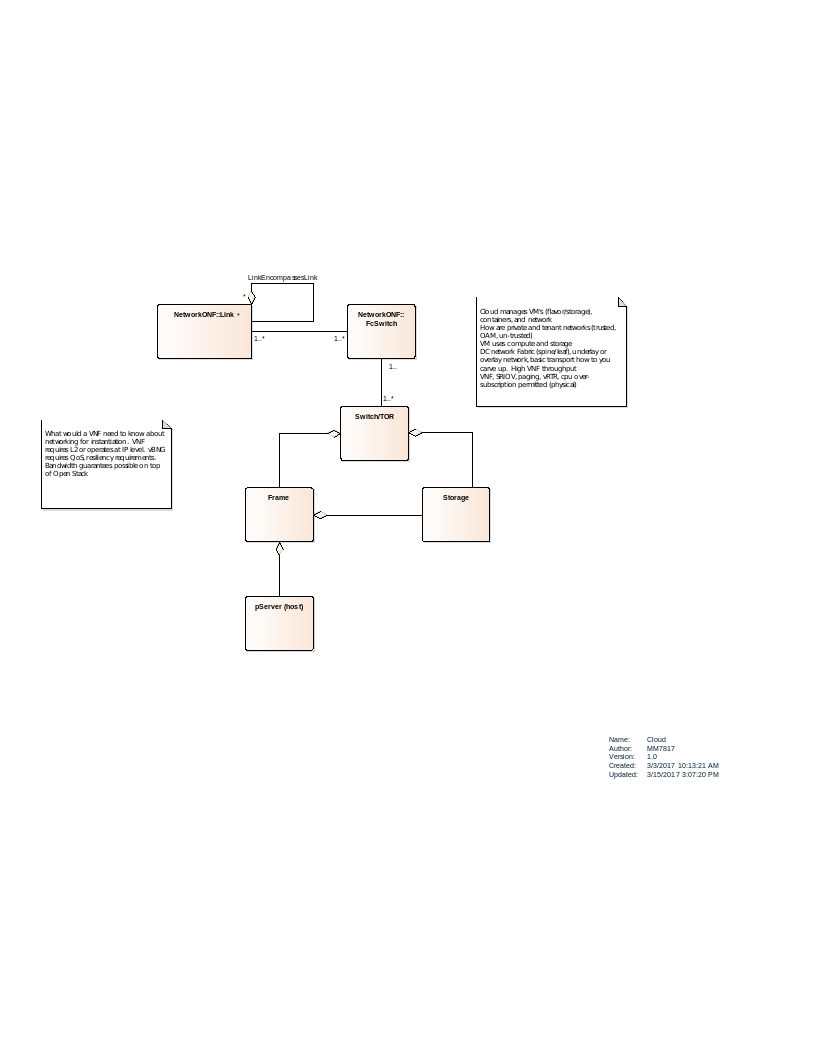 LinkEncompassesLink
*
NetworkONF::Link *
NetworkONF::
FcSwitch
1..*
1..*
1..
1..*
Cloud manages VM's (flavor/storage),
containers, and network
How are private and tenant networks (trusted,
OAM, un-trusted)
VM uses compute and storage
DC network Fabric (spine/leaf), underlay or
overlay network, basic transport how to you
carve up. High VNF throughput
VNF, SRIOV, paging, vRTR, cpu over-
subscription permitted (physical)
Switch/TOR
What would a VNF need to know about
networking for instantiation. VNF
requires L2 or operates at IP level. vBNG
requires QoS, resiliency requirements.
Bandwidth guarantees possible on top
of Open Stack
Frame
Storage
pServer (host)
Name: Cloud
Author: MM7817
Version: 1.0
Created: 3/3/2017 10:13:21 AM
Updated: 3/15/2017 3:07:20 PM